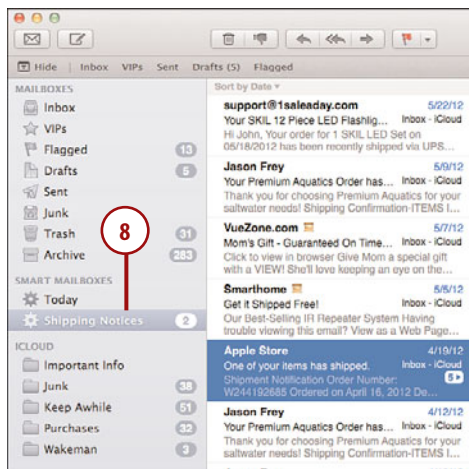 Hide Inbox VIPs Sent Drafts (5) Flagged
MAILBOXES
Inbox
VIPs
Flagged 13
Drafts 5
Sent
Junk
Trash 31
Archive 283
8
SMART MAILBOXES
Today
Shipping Notices 2
ICLOUD
Important Info
Junk 38
Keep Awhile 51
Purchases 32
Wakeman 3
Sort by Date
support@1saleaday.com 5/22/12
Your SKIL 12 Piece LED Flashlig... Inbox - iCloud
Hi John, Your order for 1 SKIL LED Set on
05/18/2012 has been recently shipped via UPS...
Jason Frey 5/9/12
Your Premium Aquatics Order has... Inbox - iCloud
Thank you for choosing Premium Aquatics for your
saltwater needs! Shipping Confirmation-ITEMS I...
VueZone.com 5/7/12
Mom's Gift - Guaranteed On Time... Inbox - iCloud
Click to view in browser Give Mom a special gift
with a VIEW! She'll love keeping an eye on the...
Smarthome 5/5/12
Get it Shipped Free! Inbox - iCloud
Our Best-Selling IR Repeater System Having
trouble viewing this email? View as a Web Page...
Apple Store 4/19/12
One of your items has shipped. Inbox - iCloud
Shipment Notification Order Number: 5
W244192685 Ordered on April 16, 2012 De...
Jason Frey 4/12/12
Your Premium Aquatics Order has... Inbox - iCloud
Thank you for choosing Premium Aquatics for your
saltwater needs! Shipping Confirmation-ITEMS I...